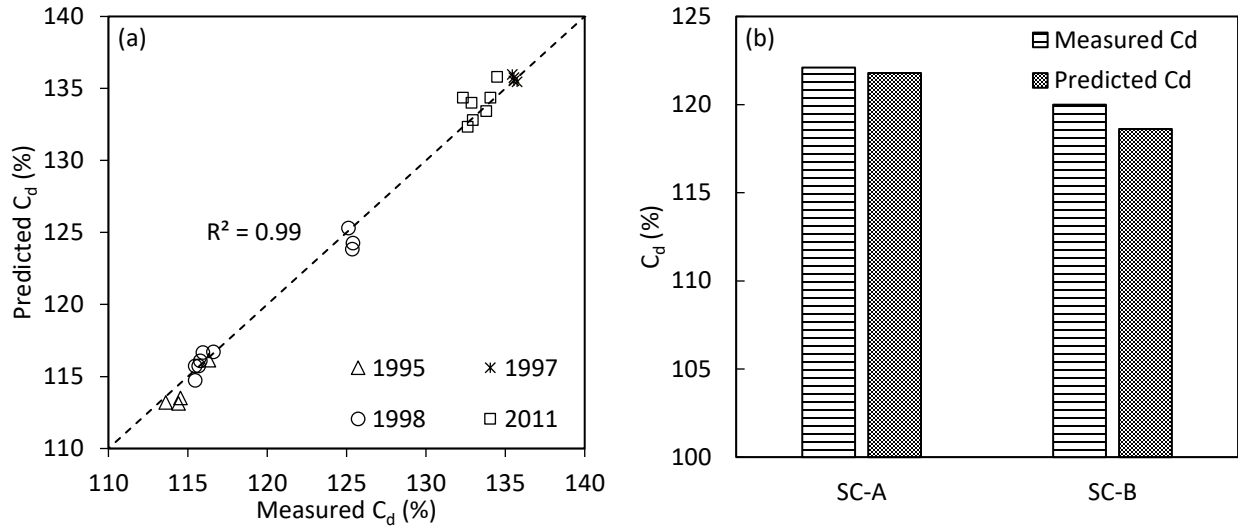 (a)
140
135
130
125
120
115
110
Predicted C_d (%)
R² = 0.99
1995
1997
1998
2011
110 115 120 125 130 135 140
Measured C_d (%)
(b)
125
120
115
110
105
100
C_d (%)
Measured Cd
Predicted Cd
SC-A SC-B